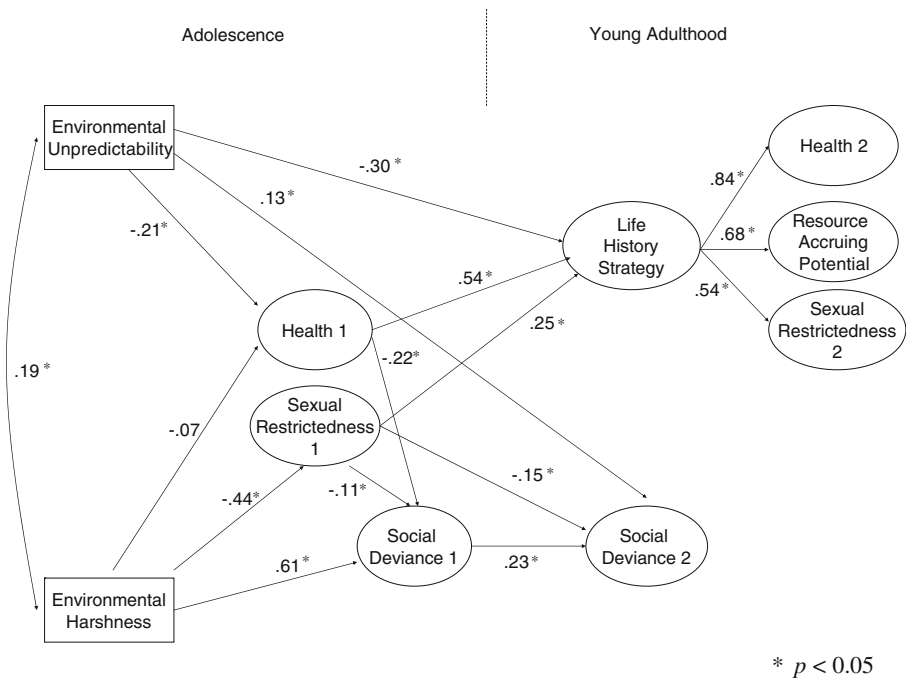 Adolescence
Young Adulthood
Environmental
Unpredictability
Health 2
-.30*
.84*
.13*
Life
History
Strategy
Resource
Accruing
Potential
.68*
-.21*
.54*
.54*
Sexual
Restrictedness
2
Health 1
.25*
-.22*
.19*
Sexual
Restrictedness
1
-.07
-.44*
-.11*
-.15*
Social
Deviance 1
Social
Deviance 2
.61*
.23*
Environmental
Harshness
* p < 0.05